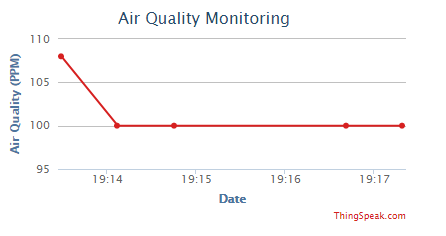 Air Quality Monitoring
110
105
100
95
Air Quality (PPM)
19:14 19:15 19:16 19:17
Date
ThingSpeak.com